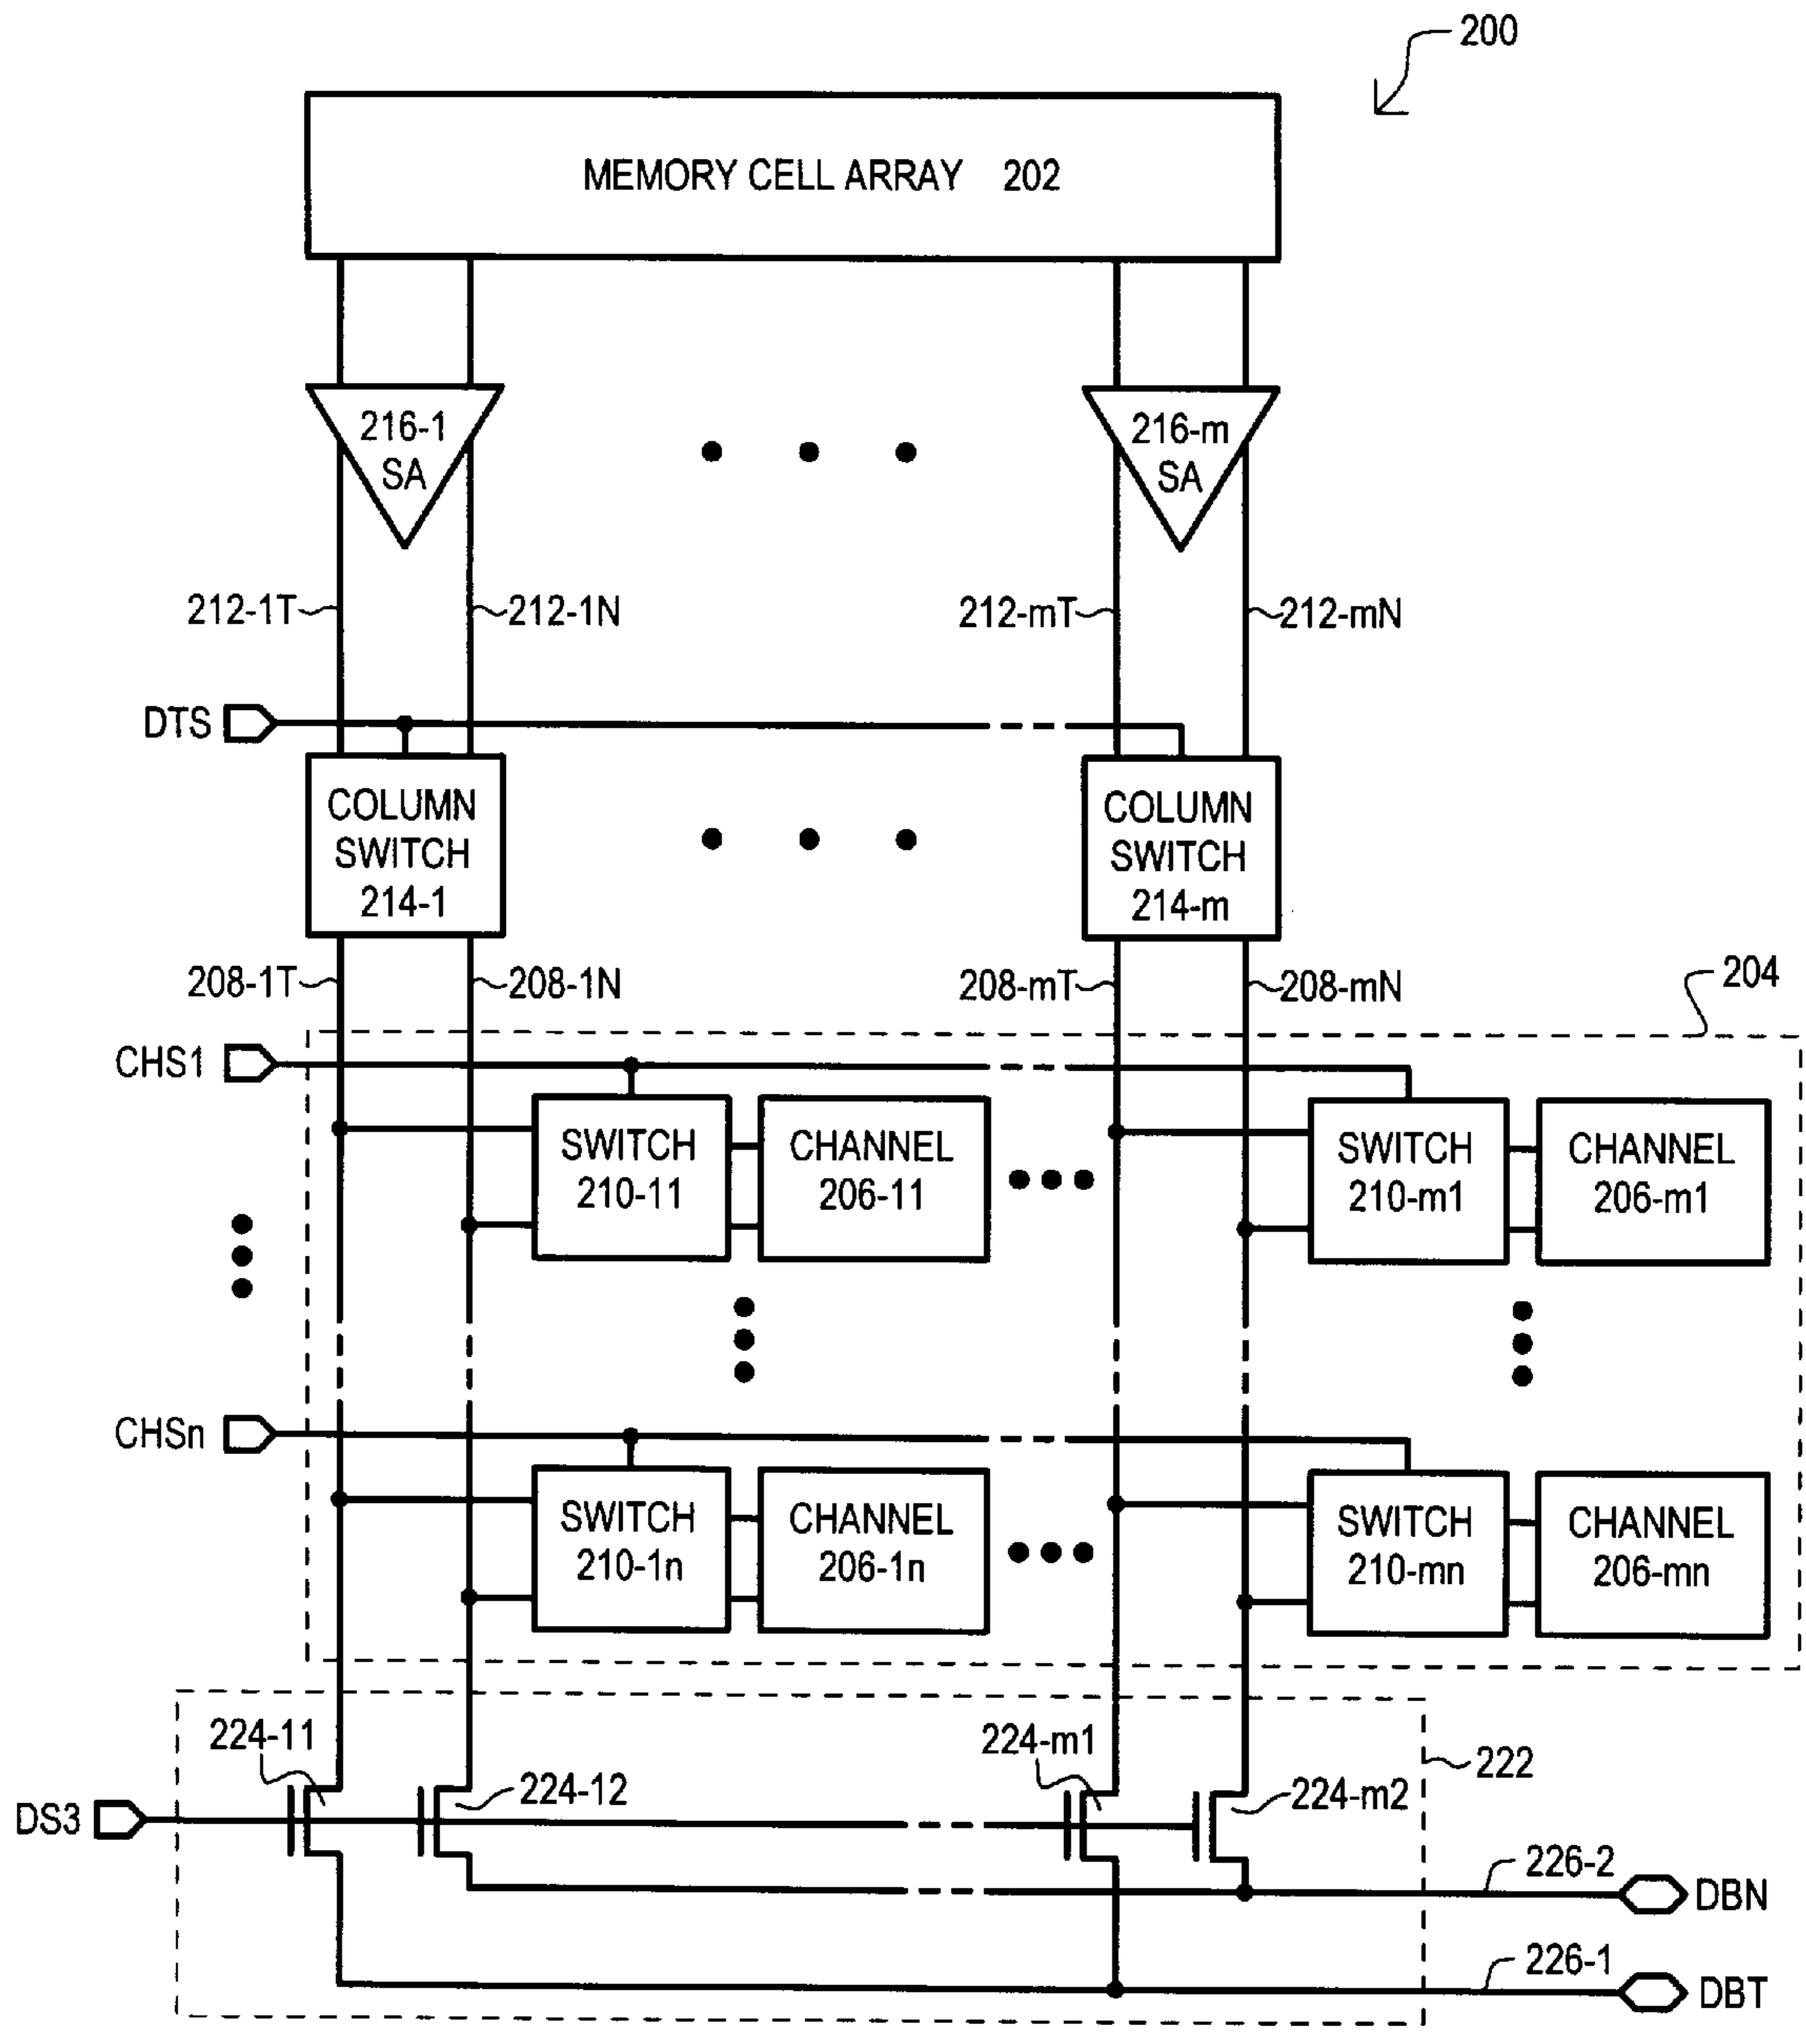 200
MEMORY CELL ARRAY 202
216-1
SA
216-m
SA
212-1T
212-1N
212-mT
212-mN
DTS
COLUMN
SWITCH
214-1
COLUMN
SWITCH
214-m
208-1T
208-1N
208-mT
208-mN
204
CHS1
SWITCH
210-11
CHANNEL
206-11
SWITCH
210-m1
CHANNEL
206-m1
CHSn
SWITCH
210-1n
CHANNEL
206-1n
SWITCH
210-mn
CHANNEL
206-mn
224-11
224-12
224-m1
224-m2
222
DS3
226-2
DBN
226-1
DBT